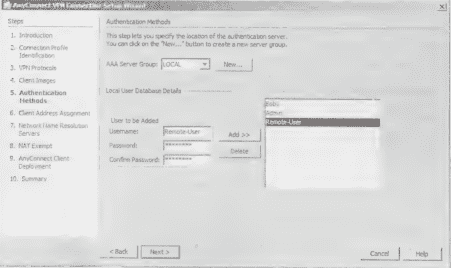 AnyConnect VPN Connection Setup Wizard
Steps
1. Introduction
2. Connection Profile
Identification
3. VPN Protocols
4. Client Images
5. Authentication
Methods
6. Client Address Assignment
7. Network Name Resolution
Servers
8. NAT Exempt
9. AnyConnect Client
Deployment
10. Summary
Authentication Methods
This step lets you specify the location of the authentication server.
You can click on the "New..." button to create a new server group.
AAA Server Group: LOCAL New...
Local User Database Details
User to be Added
Username: Remote-User
Password: ********
Confirm Password: ********
Add >>
Delete
Admin
Remote-User
< Back Next > Cancel Help